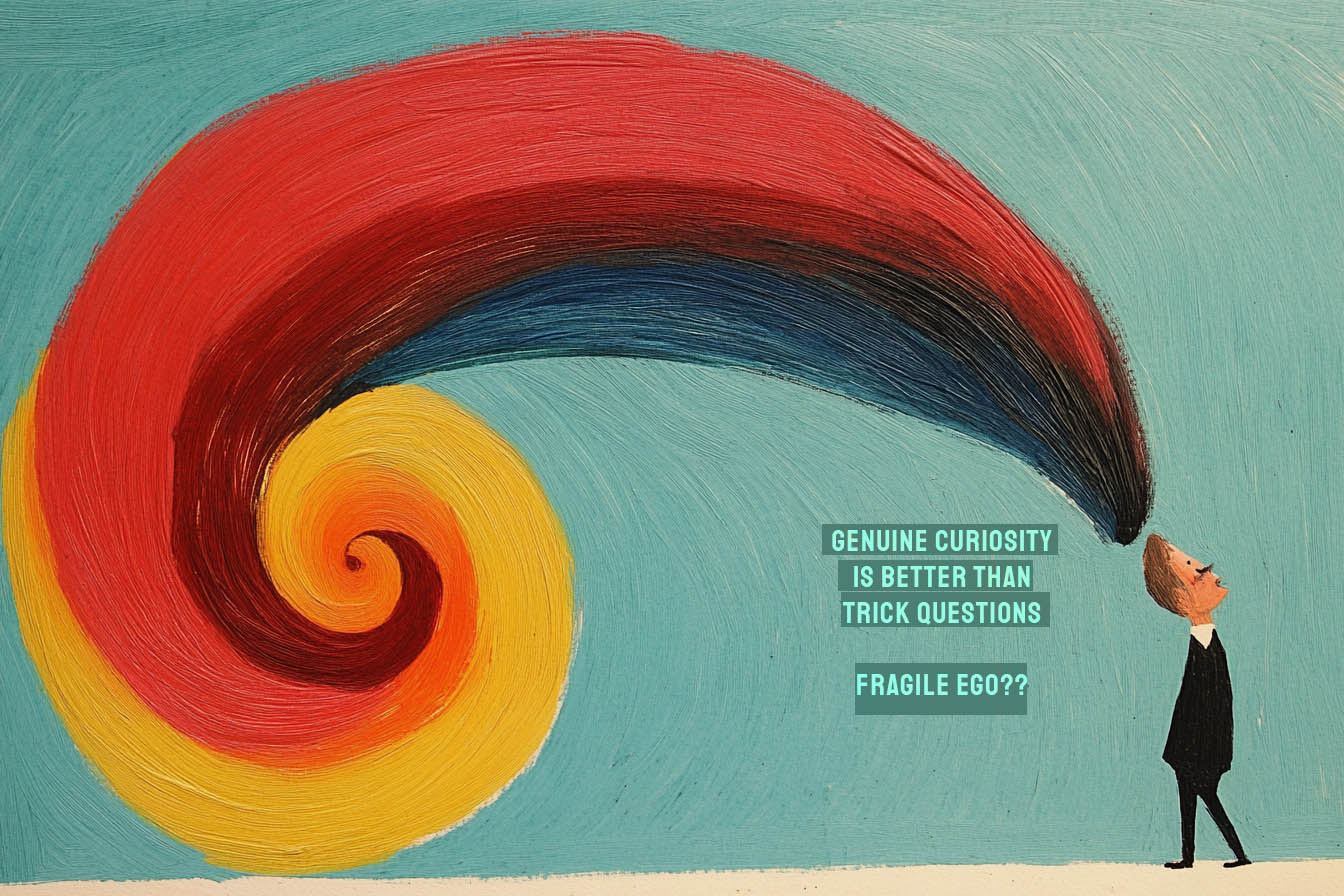 GENUINE CURIOSITY
IS BETTER THAN
TRICK QUESTIONS
FRAGILE EGO??